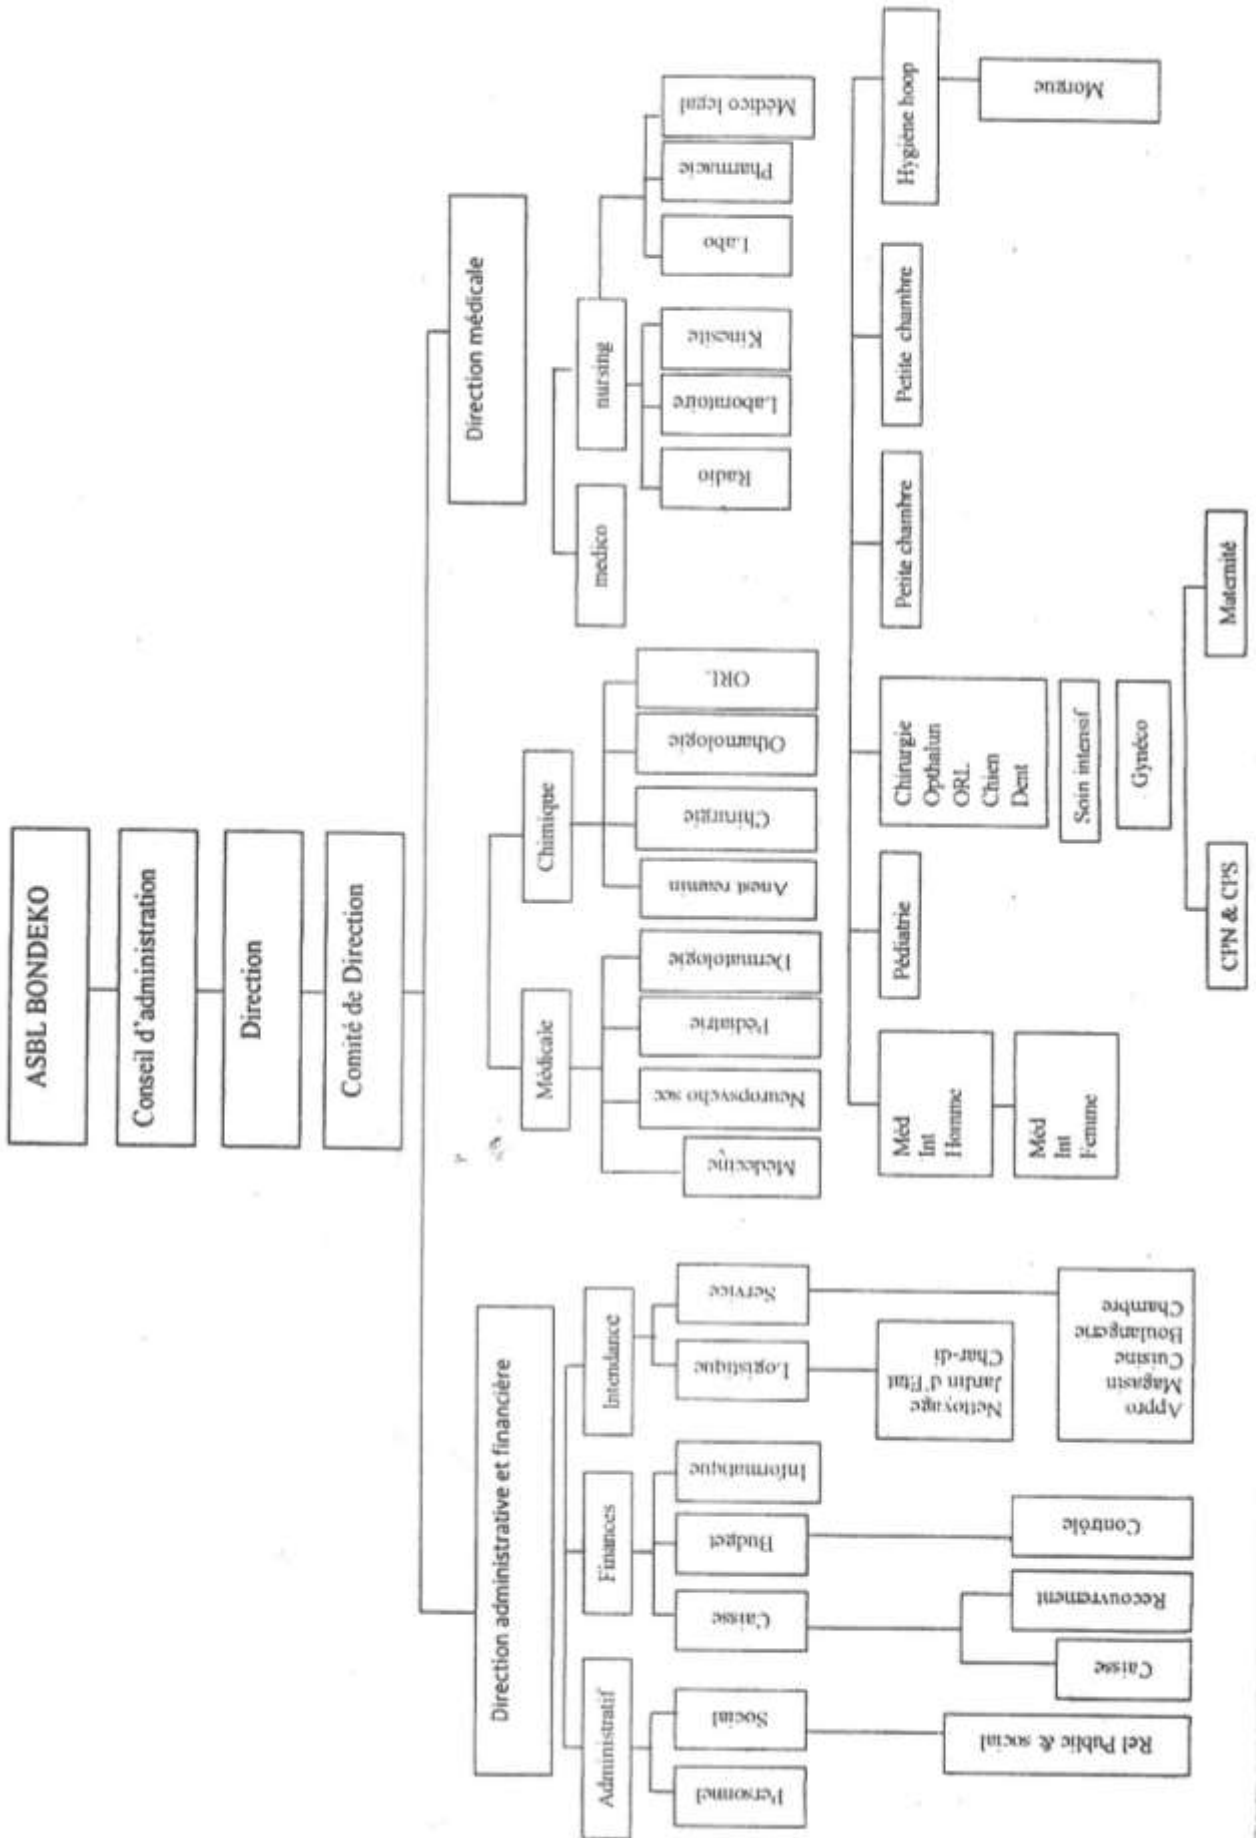 ASBL BONDEKO
Conseil d'administration
Direction
Comité de Direction
Direction administrative et financière
Direction médicale
Administratif
Finances
Intendance
Personnel
Social
Caisse
Budget
Informatique
Logistique
Service
Rel Public & social
Caisse
Recouvrement
Contrôle
Nettoyage
Jardin d'Etat
Char-di
Appro
Magasin
Cuisine
Boulangerie
Chambre
Médicale
Chimique
medico
nursing
Médecine
Neuropsycho sec
Pédiatrie
Dermatologie
Anest reamin
Chirurgie
Othamologie
ORL
Radio
Laboratoire
Kinesite
Labo
Pharmacie
Médico legal
Méd
Int
Homme
Méd
Int
Femme
Pédiatrie
Chirurgie
Opthalun
ORL
Chien
Dent
Soin intensif
Gynéco
CPN & CPS
Maternité
Petite chambre
Petite chambre
Hygiène hoop
Morgue